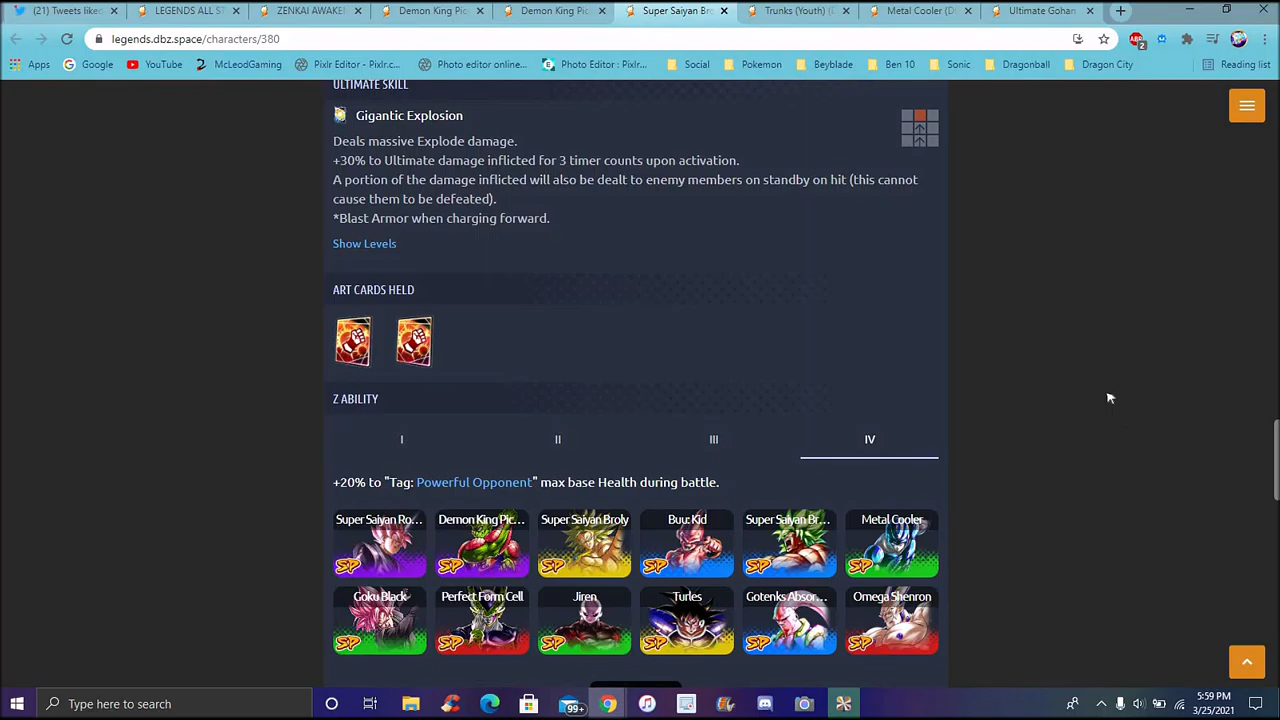 (21) Tweets liked
LEGENDS ALL ST
ZENKAI AWAKEN
Demon King Pic
Demon King Pic
Super Saiyan Bro
Trunks (Youth) (
Metal Cooler (D
Ultimate Gohan
legends.dbz.space/characters/380
2
Apps
Google
YouTube
McLeodGaming
Pixlr Editor - Pixlr.c...
Photo editor online...
Photo Editor : Pixlr...
Social
Pokemon
Beyblade
Ben 10
Sonic
Dragonball
Dragon City
Reading list
ULTIMATE SKILL
Gigantic Explosion
Deals massive Explode damage.
+30% to Ultimate damage inflicted for 3 timer counts upon activation.
A portion of the damage inflicted will also be dealt to enemy members on standby on hit (this cannot
cause them to be defeated).
*Blast Armor when charging forward.
Show Levels
ART CARDS HELD
Z ABILITY
I
II
III
IV
+20% to "Tag: Powerful Opponent" max base Health during battle.
Super Saiyan Ro...
Demon King Pic...
Super Saiyan Broly
Buu: Kid
Super Saiyan Br...
Metal Cooler
SP
SP
SP
SP
SP
SP
Goku Black
Perfect Form Cell
Jiren
Turles
Gotenks Absor...
Omega Shenron
SP
SP
SP
SP
SP
SP
Type here to search
99+
5:59 PM
3/25/2021